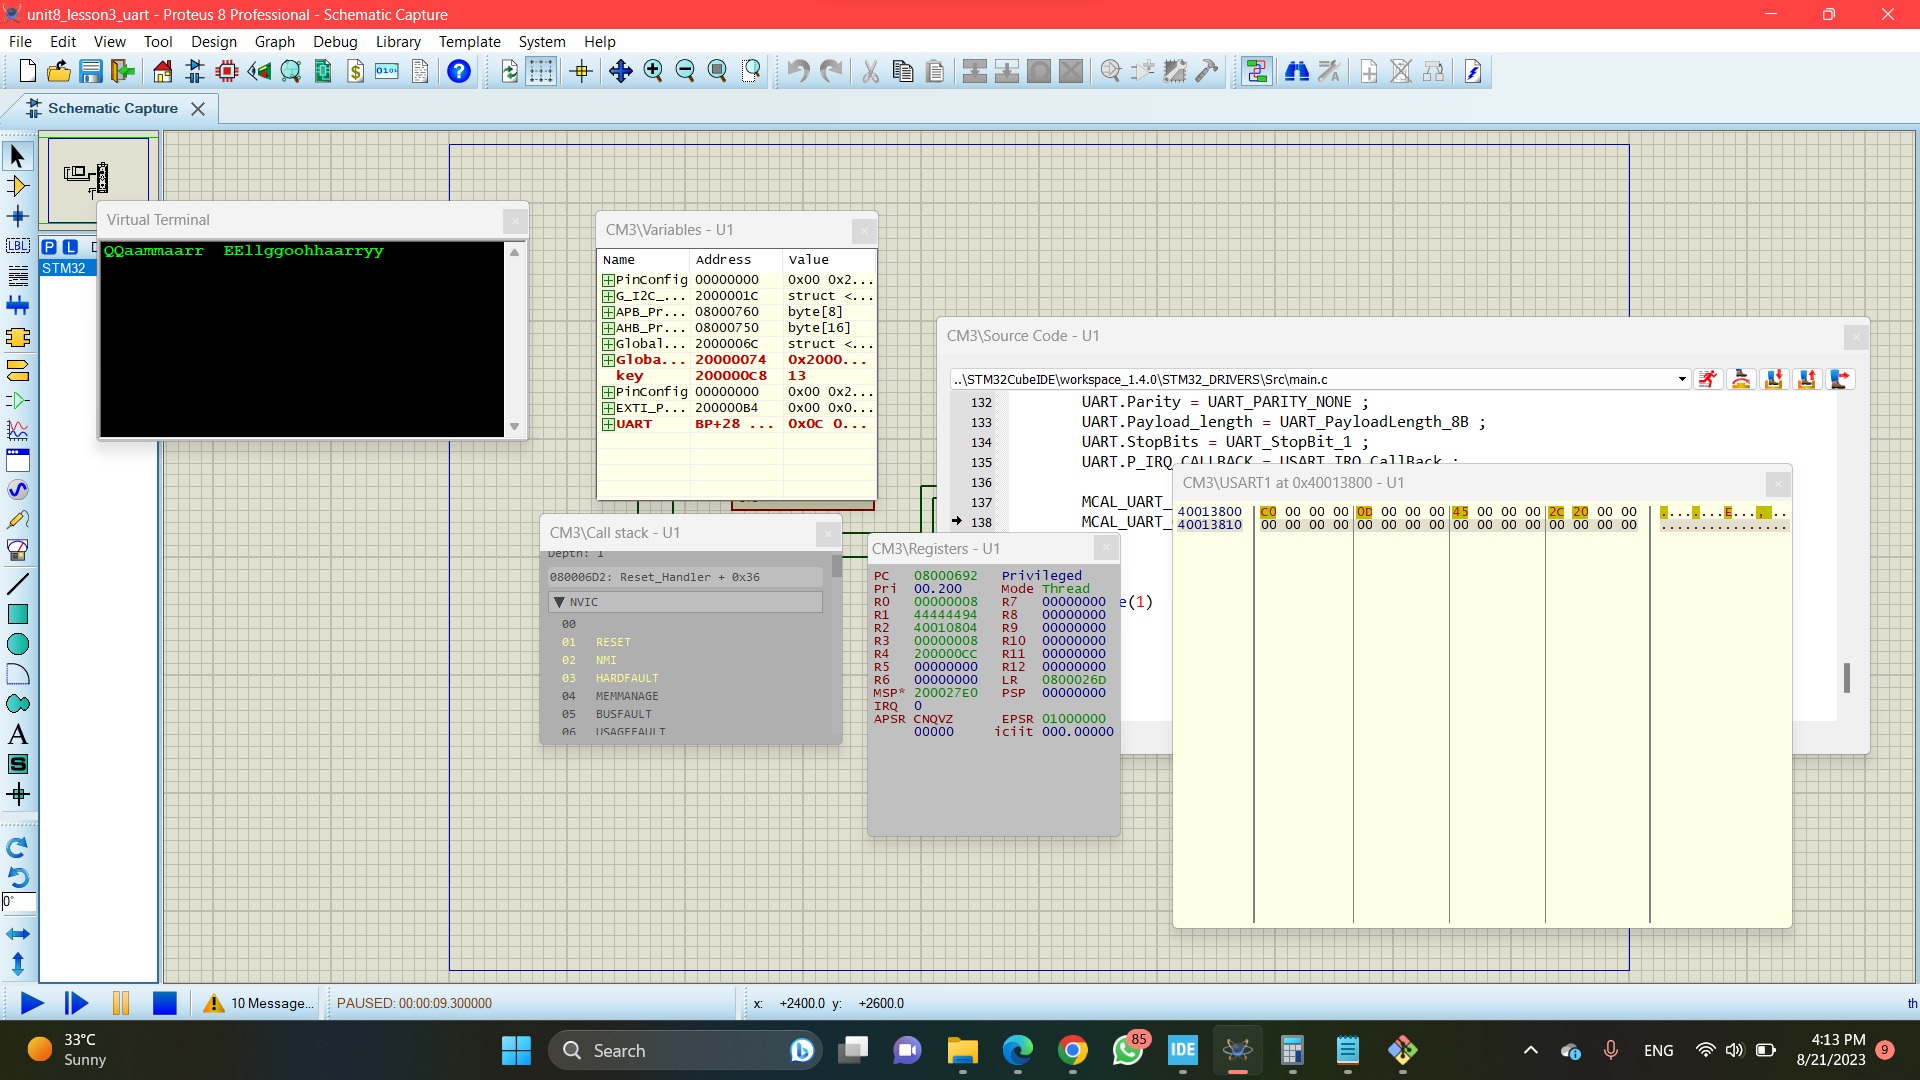 unit8_lesson3_uart - Proteus 8 Professional - Schematic Capture
File Edit View Tool Design Graph Debug Library Template System Help
Schematic Capture
Virtual Terminal
QQaammaarr  EEllggoohhaarryy
P L D
STM32
CM3\Variables - U1
Name Address Value
PinConfig 00000000 0x00 0x2...
G_I2C_... 2000001C struct <...
APB_Pr... 08000760 byte[8]
AHB_Pr... 08000750 byte[16]
Global... 2000006C struct <...
Globa... 20000074 0x2000...
key 200000C8 13
PinConfig 00000000 0x00 0x2...
EXTI_P... 200000B4 0x00 0x0...
UART BP+28 ... 0x0C 0...
CM3\Source Code - U1
..\STM32CubeIDE\workspace_1.4.0\STM32_DRIVERS\Src\main.c
132 UART.Parity = UART_PARITY_NONE ;
133 UART.Payload_length = UART_PayloadLength_8B ;
134 UART.StopBits = UART_StopBit_1 ;
135 UART.P_IRQ_CALLBACK = USART_IRQ_CallBack ;
136
137 MCAL_UART_
138 MCAL_UART_
e(1)
CM3\USART1 at 0x40013800 - U1
40013800 C0 00 00 00 0D 00 00 00 45 00 00 00 2C 20 00 00 ........E..., ..
40013810 00 00 00 00 00 00 00 00 00 00 00 00 00 00 00 00 ................
CM3\Call stack - U1
Depth: 1
080006D2: Reset_Handler + 0x36
NVIC
00
01 RESET
02 NMI
03 HARDFAULT
04 MEMMANAGE
05 BUSFAULT
06 USAGEFAULT
CM3\Registers - U1
PC 08000692 Privileged
Pri 00.200 Mode Thread
R0 00000008 R7 00000000
R1 44444494 R8 00000000
R2 40010804 R9 00000000
R3 00000008 R10 00000000
R4 200000CC R11 00000000
R5 00000000 R12 00000000
R6 00000000 LR 0800026D
MSP* 200027E0 PSP 00000000
IRQ 0
APSR CNQVZ EPSR 01000000
00000 iciit 000.00000
LBL
A
S
0°
10 Message...
PAUSED: 00:00:09.300000
x: +2400.0 y: +2600.0
th
33°C
Sunny
Search
85
IDE
ENG
4:13 PM
8/21/2023
9